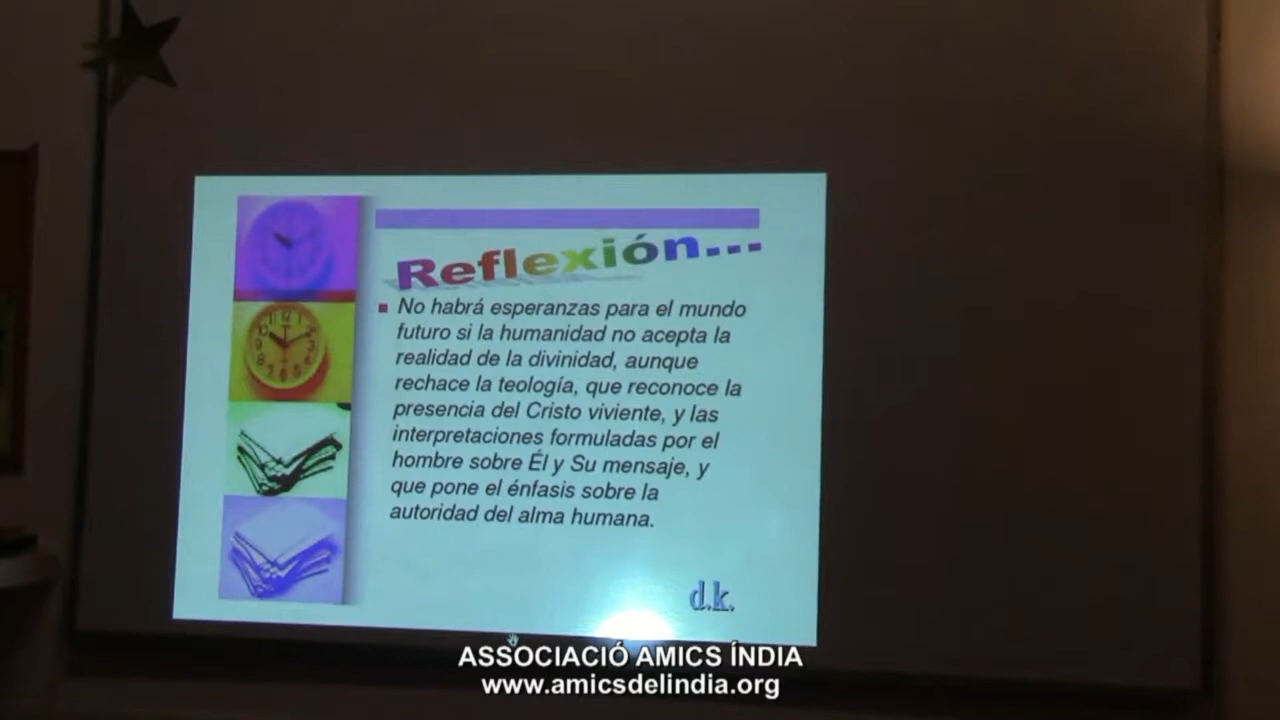 Reflexión...
No habrá esperanzas para el mundo
futuro si la humanidad no acepta la
realidad de la divinidad, aunque
rechace la teología, que reconoce la
presencia del Cristo viviente, y las
interpretaciones formuladas por el
hombre sobre Él y Su mensaje, y
que pone el énfasis sobre la
autoridad del alma humana.
d.k.
ASSOCIACIÓ AMICS ÍNDIA
www.amicsdelindia.org